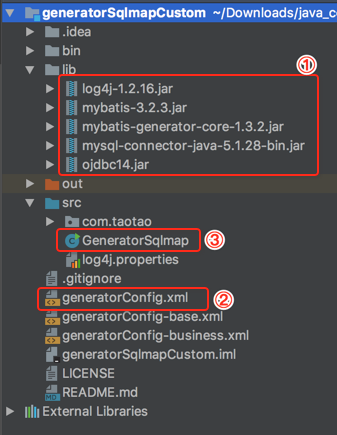 generatorSqlmapCustom ~/Downloads/java_c
.idea
bin
lib
①
log4j-1.2.16.jar
mybatis-3.2.3.jar
mybatis-generator-core-1.3.2.jar
mysql-connector-java-5.1.28-bin.jar
ojdbc14.jar
out
src
com.taotao
GeneratorSqlmap ③
log4j.properties
.gitignore
generatorConfig.xml ②
generatorConfig-base.xml
generatorConfig-business.xml
generatorSqlmapCustom.iml
LICENSE
README.md
External Libraries